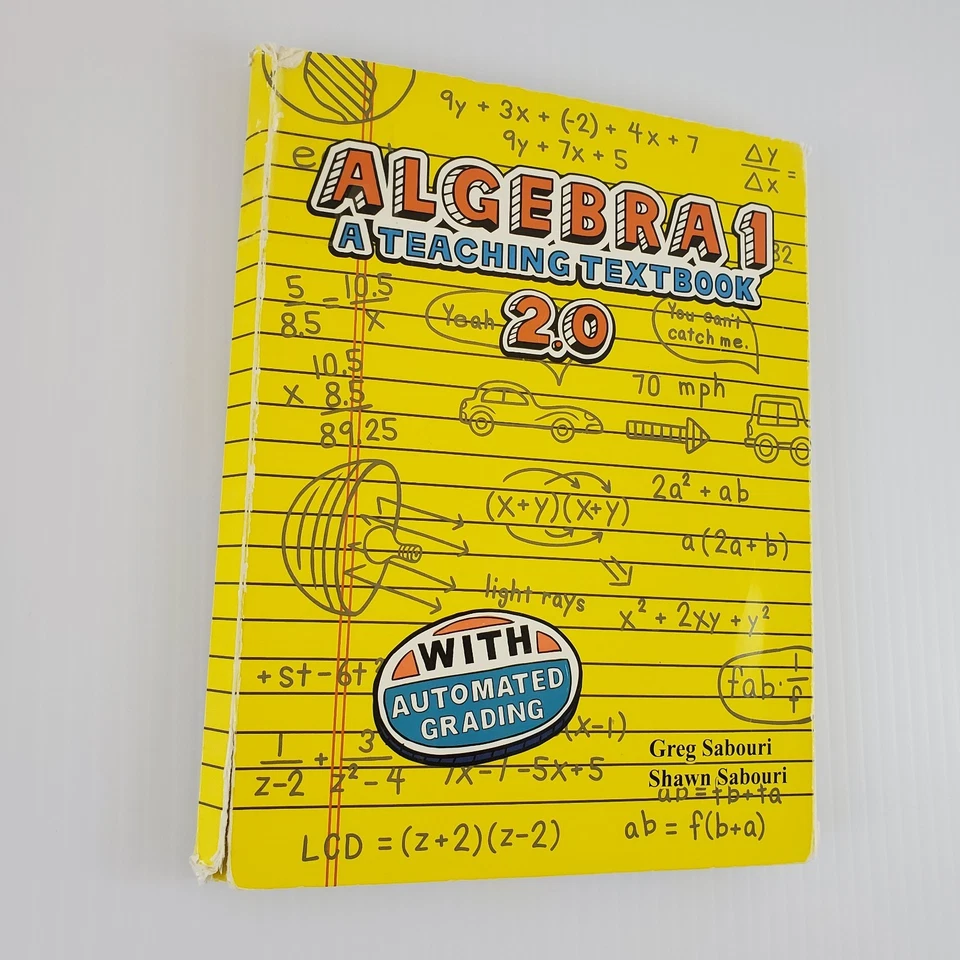 9y + 3x + (-2) + 4x + 7
9y + 7x + 5
ΔY
Δx =
ALGEBRA 1
A TEACHING TEXTBOOK
2.0
5 10.5
8.5 - x
Yeah
You can't
catch me.
10.5
x 8.5
89.25
70 mph
(x+y)(x+y)
2a² + ab
a(2a+b)
light rays
x² + 2xy + y²
+st-6t²
WITH
AUTOMATED
GRADING
fab · 1
f
(x-1)
1 + 3
z-2 z²-4
7x-7-5x+5
Greg Sabouri
Shawn Sabouri
ab = fb+fa
LCD = (z+2)(z-2)
ab = f(b+a)